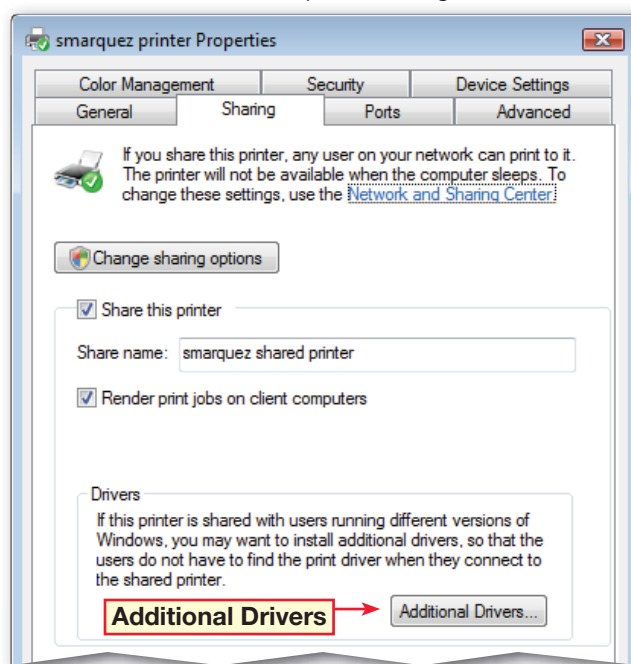 smarquez printer Properties
Color Management Security Device Settings
General Sharing Ports Advanced
If you share this printer, any user on your network can print to it.
The printer will not be available when the computer sleeps. To
change these settings, use the Network and Sharing Center.
Change sharing options
Share this printer
Share name: smarquez shared printer
Render print jobs on client computers
Drivers
If this printer is shared with users running different versions of
Windows, you may want to install additional drivers, so that the
users do not have to find the print driver when they connect to
the shared printer.
Additional Drivers Additional Drivers...